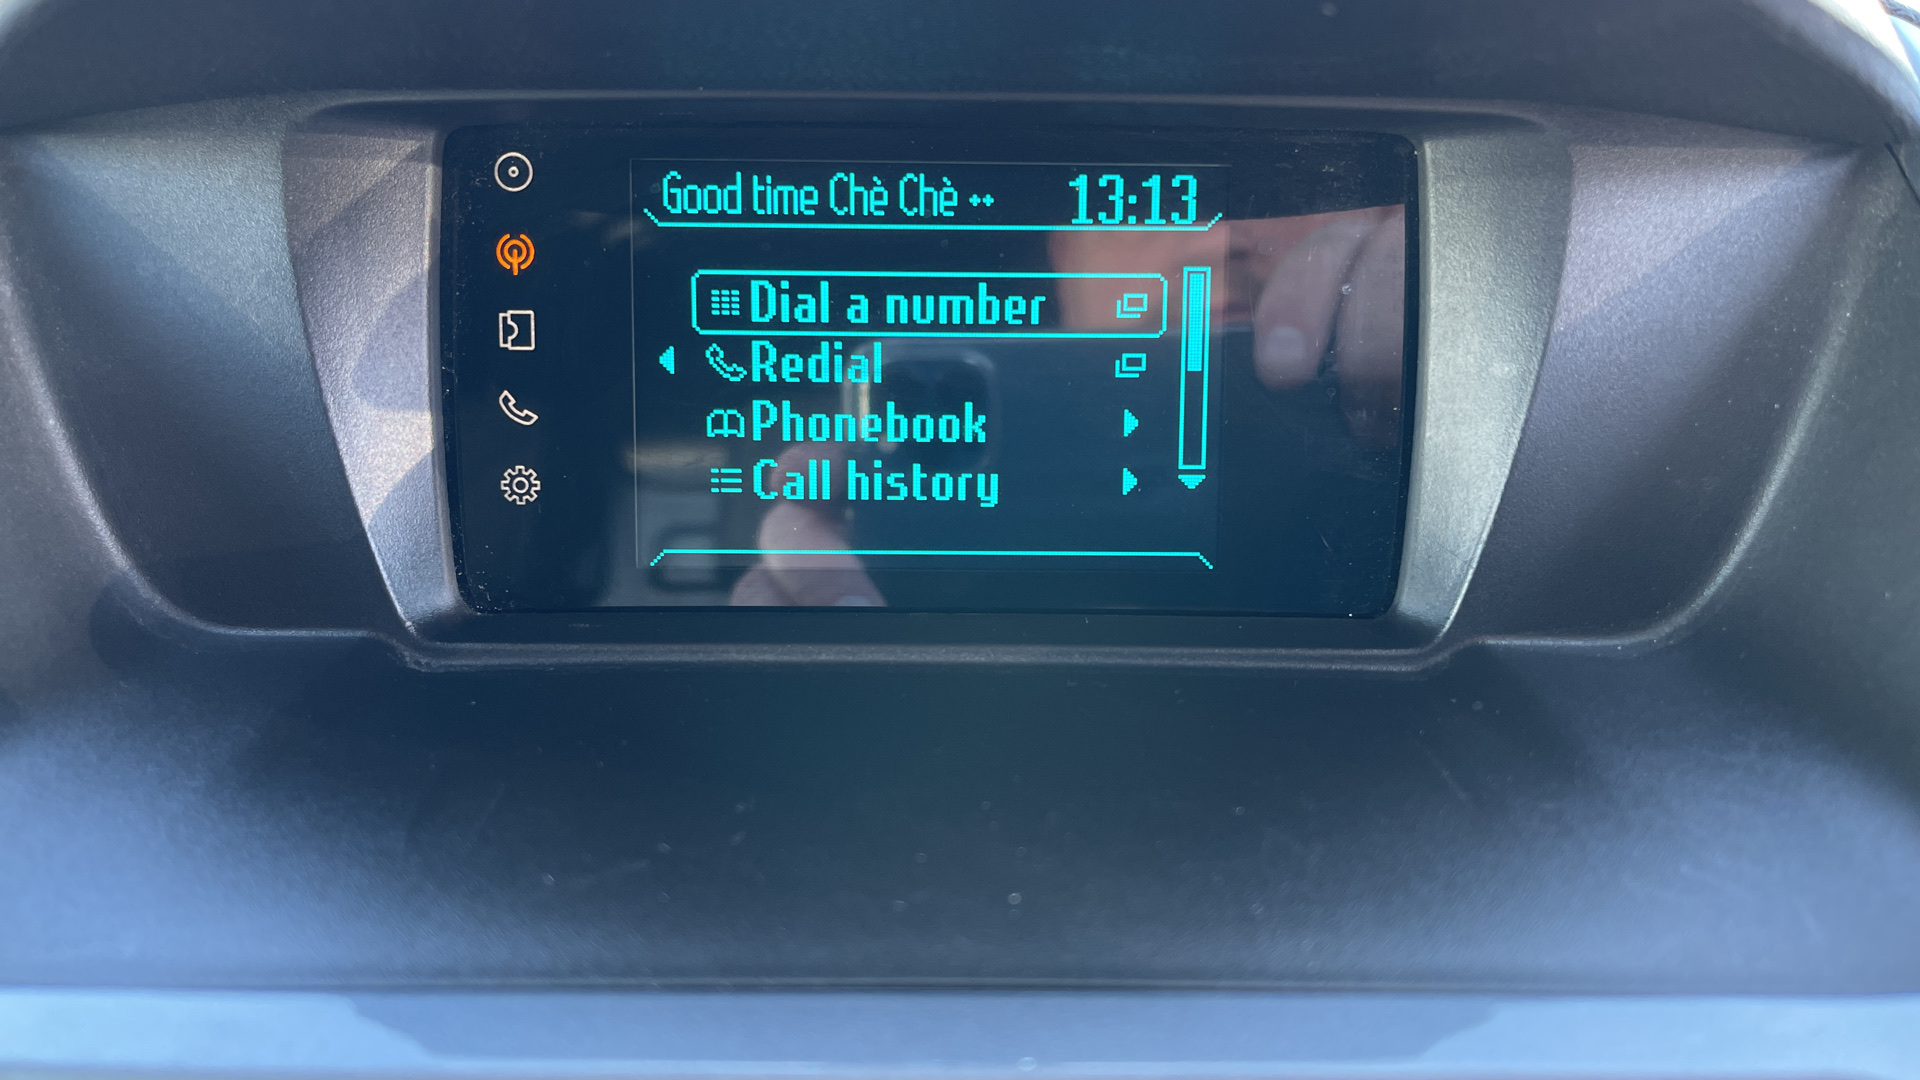 Good time Chè Chè ••
13:13
Dial a number
Redial
Phonebook
Call history